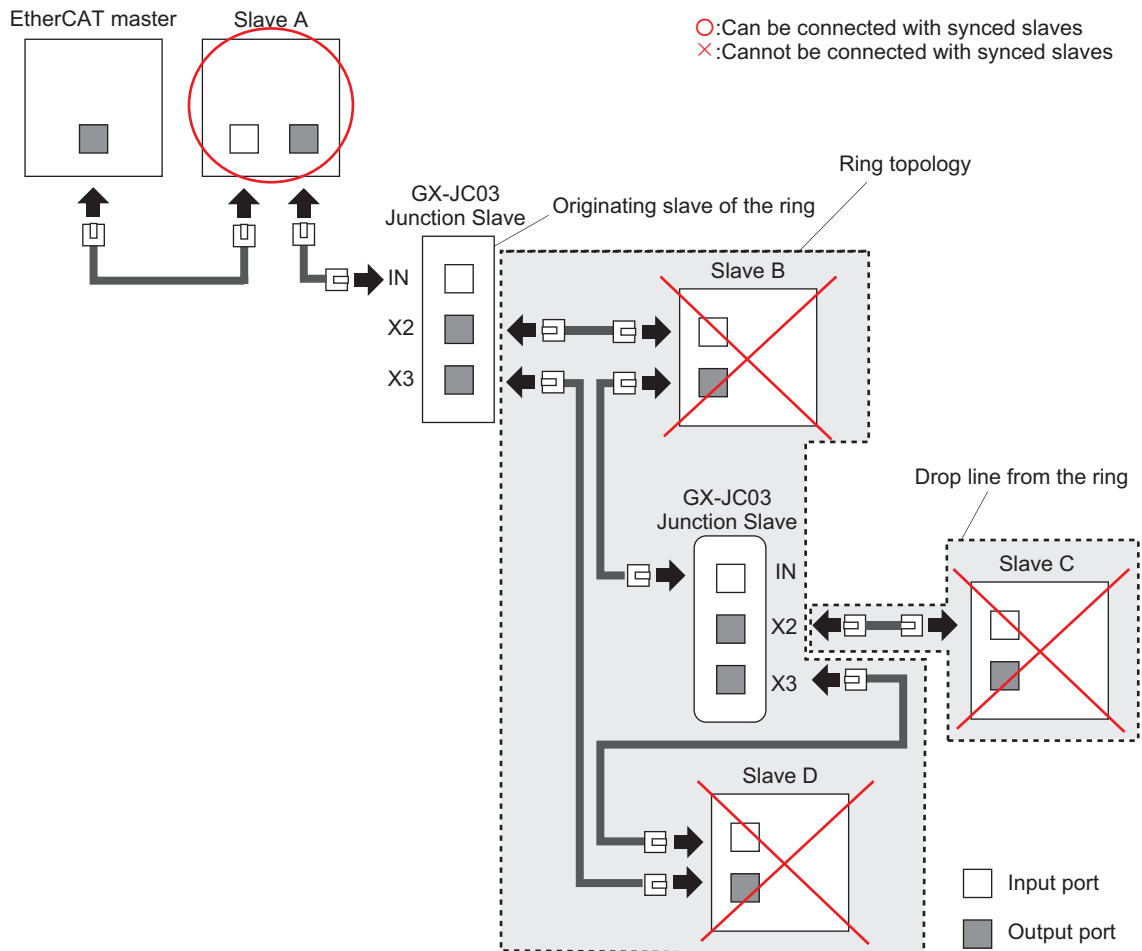 EtherCAT master
Slave A
:Can be connected with synced slaves
:Cannot be connected with synced slaves
Ring topology
GX-JC03
Junction Slave
Originating slave of the ring
IN
X2
X3
Slave B
Drop line from the ring
GX-JC03
Junction Slave
IN
X2
X3
Slave C
Slave D
Input port
Output port